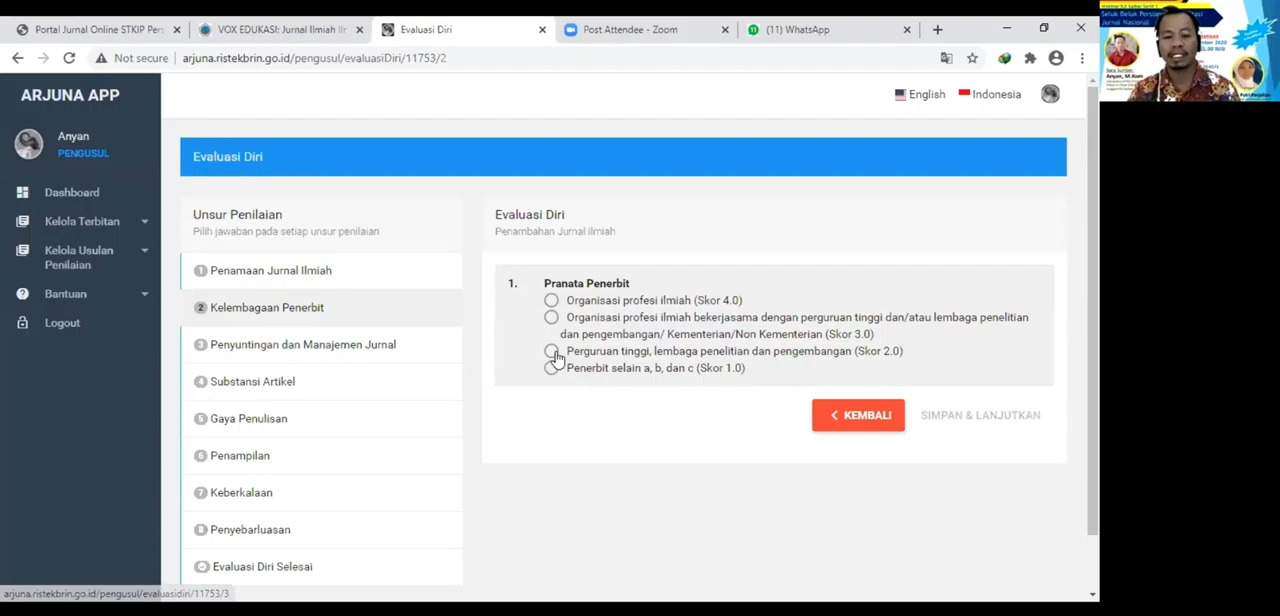 Portal Jurnal Online STKIP Pers
VOX EDUKASI: Jurnal Ilmiah Ilr
Evaluasi Diri
Post Attendee - Zoom
(11) WhatsApp
Not secure
arjuna.ristekbrin.go.id/pengusul/evaluasiDiri/11753/2
ARJUNA APP
English
Indonesia
Anyan
PENGUSUL
Dashboard
Kelola Terbitan
Kelola Usulan
Penilaian
Bantuan
Logout
Evaluasi Diri
Unsur Penilaian
Pilih jawaban pada setiap unsur penilaian
1 Penamaan Jurnal Ilmiah
2 Kelembagaan Penerbit
3 Penyuntingan dan Manajemen Jurnal
4 Substansi Artikel
5 Gaya Penulisan
6 Penampilan
7 Keberkalaan
8 Penyebarluasan
Evaluasi Diri Selesai
Evaluasi Diri
Penambahan Jurnal ilmiah
1. Pranata Penerbit
Organisasi profesi ilmiah (Skor 4.0)
Organisasi profesi ilmiah bekerjasama dengan perguruan tinggi dan/atau lembaga penelitian
dan pengembangan/ Kementerian/Non Kementerian (Skor 3.0)
Perguruan tinggi, lembaga penelitian dan pengembangan (Skor 2.0)
Penerbit selain a, b, dan c (Skor 1.0)
KEMBALI
SIMPAN & LANJUTKAN
arjuna.ristekbrin.go.id/pengusul/evaluasidiri/11753/3
Jurnal Nasional